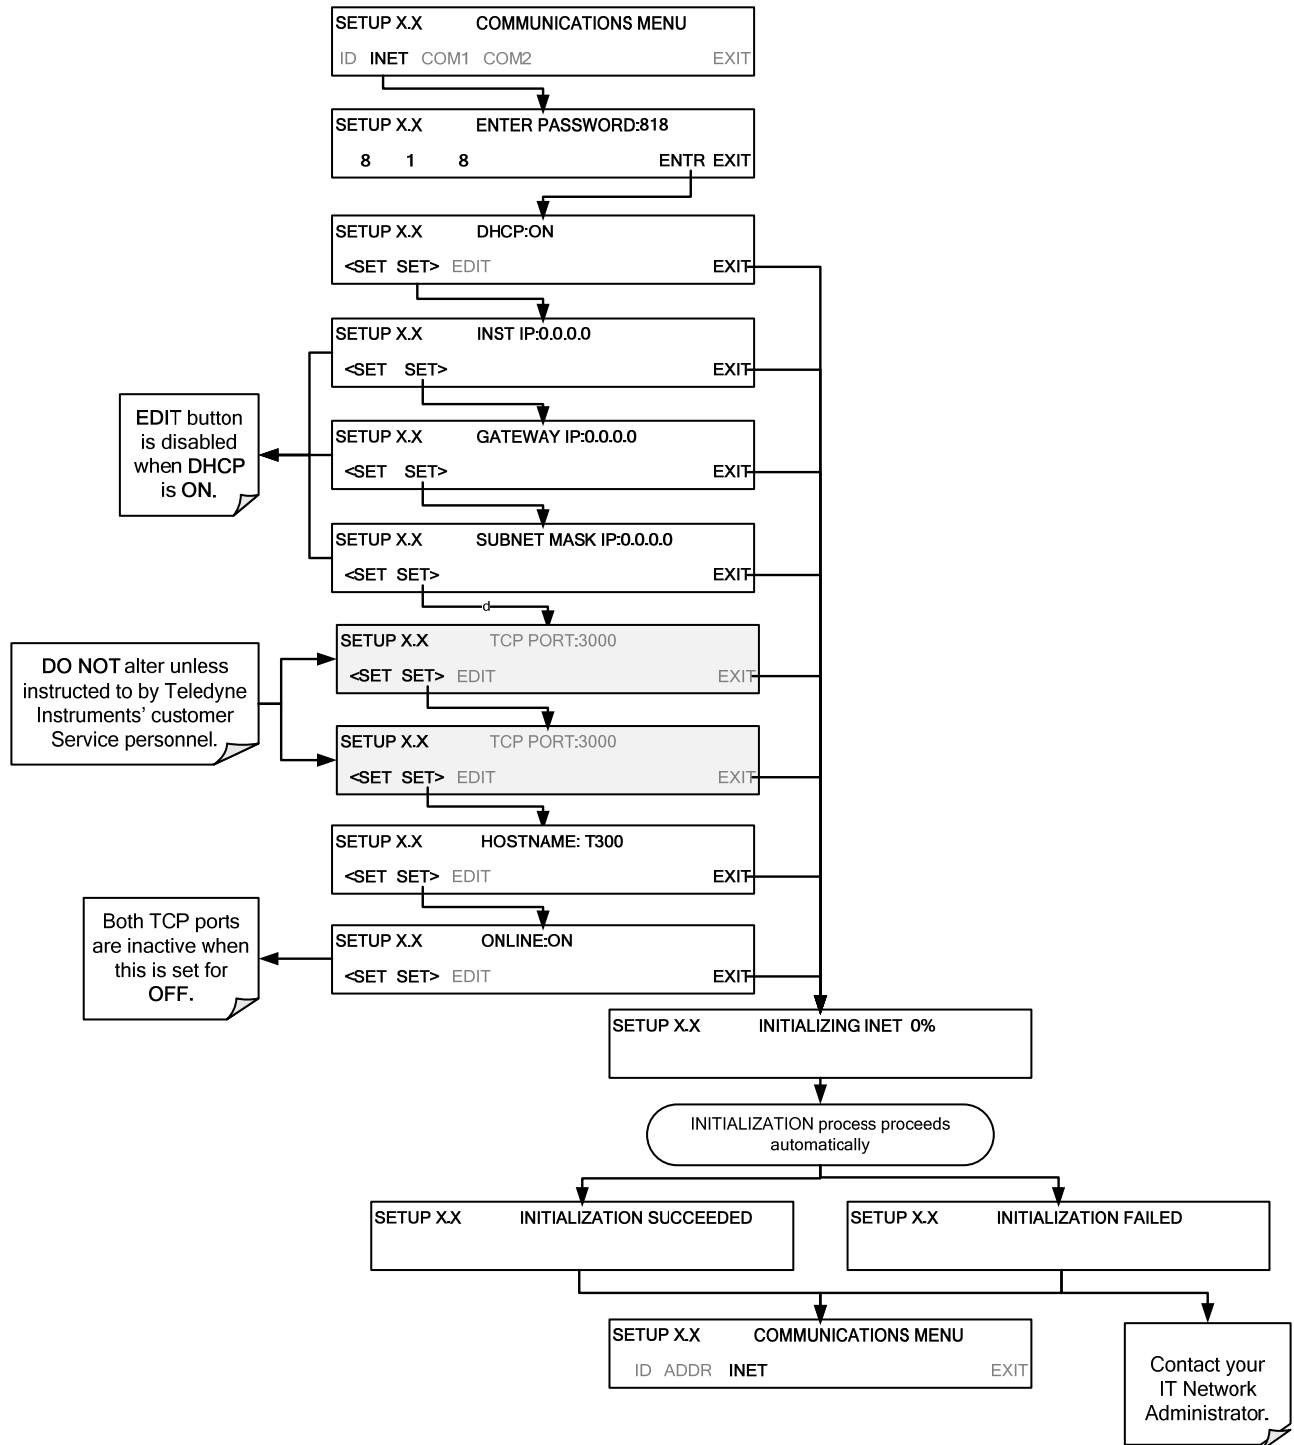 SETUP X.X COMMUNICATIONS MENU
ID INET COM1 COM2 EXIT
SETUP X.X ENTER PASSWORD:818
8 1 8 ENTR EXIT
SETUP X.X DHCP:ON
<SET SET> EDIT EXIT
SETUP X.X INST IP:0.0.0.0
<SET SET> EXIT
EDIT button
is disabled
when DHCP
is ON.
SETUP X.X GATEWAY IP:0.0.0.0
<SET SET> EXIT
SETUP X.X SUBNET MASK IP:0.0.0.0
<SET SET> EXIT
d
DO NOT alter unless
instructed to by Teledyne
Instruments' customer
Service personnel.
SETUP X.X TCP PORT:3000
<SET SET> EDIT EXIT
SETUP X.X TCP PORT:3000
<SET SET> EDIT EXIT
SETUP X.X HOSTNAME: T300
<SET SET> EDIT EXIT
Both TCP ports
are inactive when
this is set for
OFF.
SETUP X.X ONLINE:ON
<SET SET> EDIT EXIT
SETUP X.X INITIALIZING INET 0%
INITIALIZATION process proceeds
automatically
SETUP X.X INITIALIZATION SUCCEEDED
SETUP X.X INITIALIZATION FAILED
SETUP X.X COMMUNICATIONS MENU
ID ADDR INET EXIT
Contact your
IT Network
Administrator.